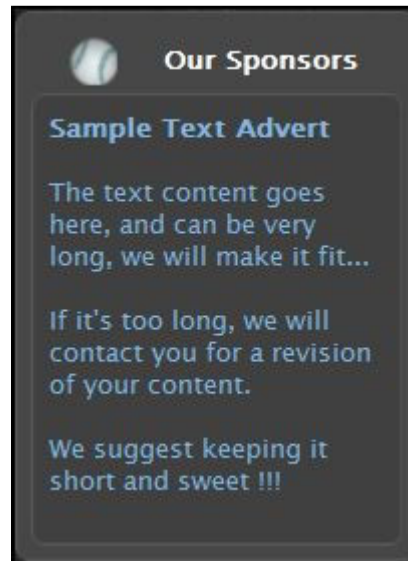 Our Sponsors
Sample Text Advert
The text content goes
here, and can be very
long, we will make it fit...
If it's too long, we will
contact you for a revision
of your content.
We suggest keeping it
short and sweet !!!